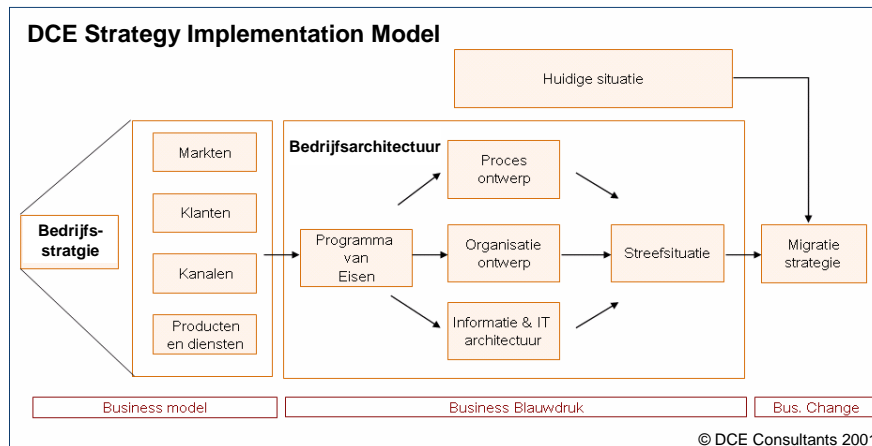 DCE Strategy Implementation Model
Huidige situatie
Bedrijfs-
stratgie
Markten
Klanten
Kanalen
Producten
en diensten
Bedrijfsarchitectuur
Programma
van
Eisen
Proces
ontwerp
Organisatie
ontwerp
Informatie & IT
architectuur
Streefsituatie
Migratie
strategie
Business model
Business Blauwdruk
Bus. Change
© DCE Consultants 2001